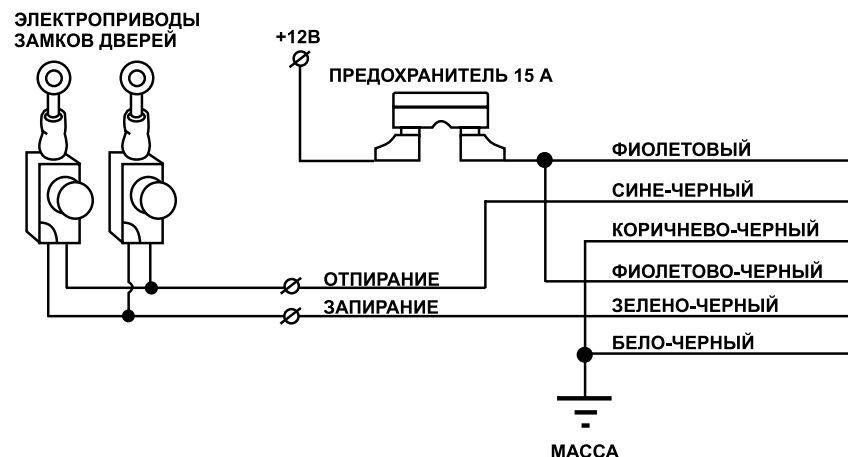 ЭЛЕКТРОПРИВОДЫ
ЗАМКОВ ДВЕРЕЙ
+12В
ПРЕДОХРАНИТЕЛЬ 15 А
ФИОЛЕТОВЫЙ
СИНЕ-ЧЕРНЫЙ
КОРИЧНЕВО-ЧЕРНЫЙ
ОТПИРАНИЕ
ФИОЛЕТОВО-ЧЕРНЫЙ
ЗАПИРАНИЕ
ЗЕЛЕНО-ЧЕРНЫЙ
БЕЛО-ЧЕРНЫЙ
МАССА